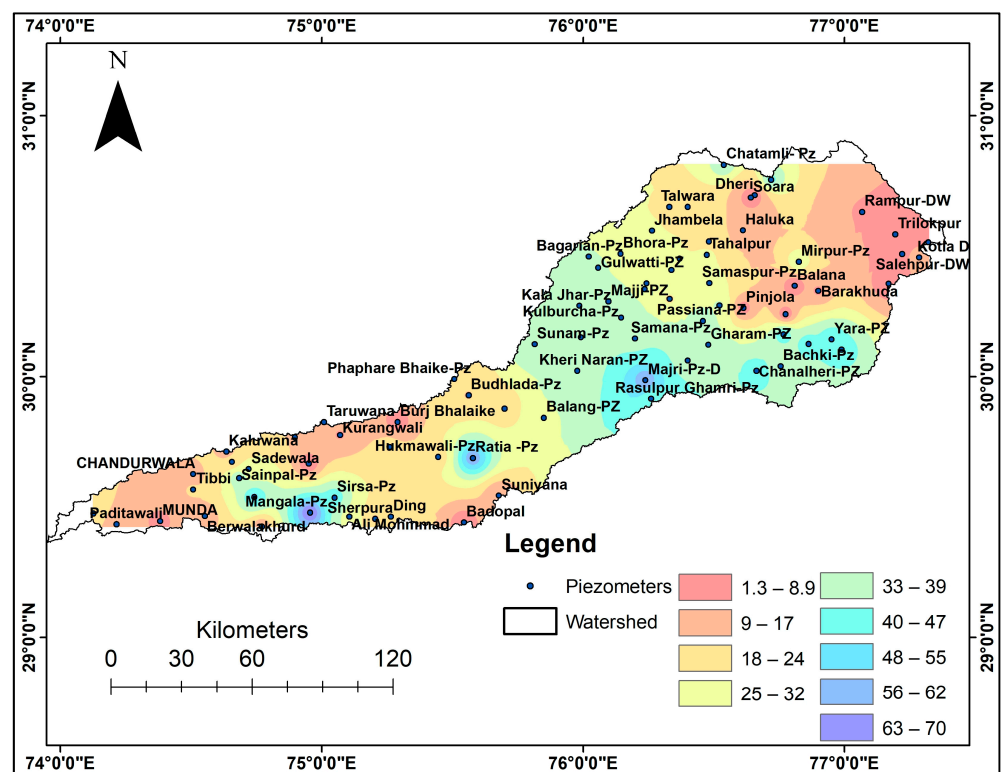 74°0'0"E 75°0'0"E 76°0'0"E 77°0'0"E
N
31°0'0"N 31°0'0"N
Chatamli- Pz
Dheri Soara
Talwara
Rampur-DW
Jhambela
Haluka
Trilokpur
Bagarian-Pz Bhora-Pz
Tahalpur
Kotla D
Mirpur-Pz
Gulwatti-PZ
Salehpur-DW
Samaspur-Pz Balana
Kala Jhar-Pz Majji PZ
Pinjola
Barakhuda
Kulburcha-Pz
Passiana-PZ
Sunam-Pz
Samana-Pz
Gharam-PZ
Yara-PZ
30°0'0"N 30°0'0"N
Kheri Naran-PZ
Bachki-Pz
Phaphare Bhaike-Pz
Majri-Pz-D
Chanalheri-PZ
Budhlada-Pz
Rasulpur Ghamri-Pz
Taruwana Burj Bhalaike
Balang-PZ
Kurangwali
Kaluwana
Hukmawali-Pz Ratia -Pz
CHANDURWALA
Sadewala
Tibbi Sainpal-Pz
Sirsa-Pz
Suniyana
Mangala-Pz
Sherpura Ding
Paditawali MUNDA
Badopal
Berwalakhurd
Ali Mohmmad
Legend
Piezometers
Watershed
1.3 – 8.9
9 – 17
18 – 24
25 – 32
33 – 39
40 – 47
48 – 55
56 – 62
63 – 70
Kilometers
0 30 60 120
29°0'0"N 29°0'0"N
74°0'0"E 75°0'0"E 76°0'0"E 77°0'0"E